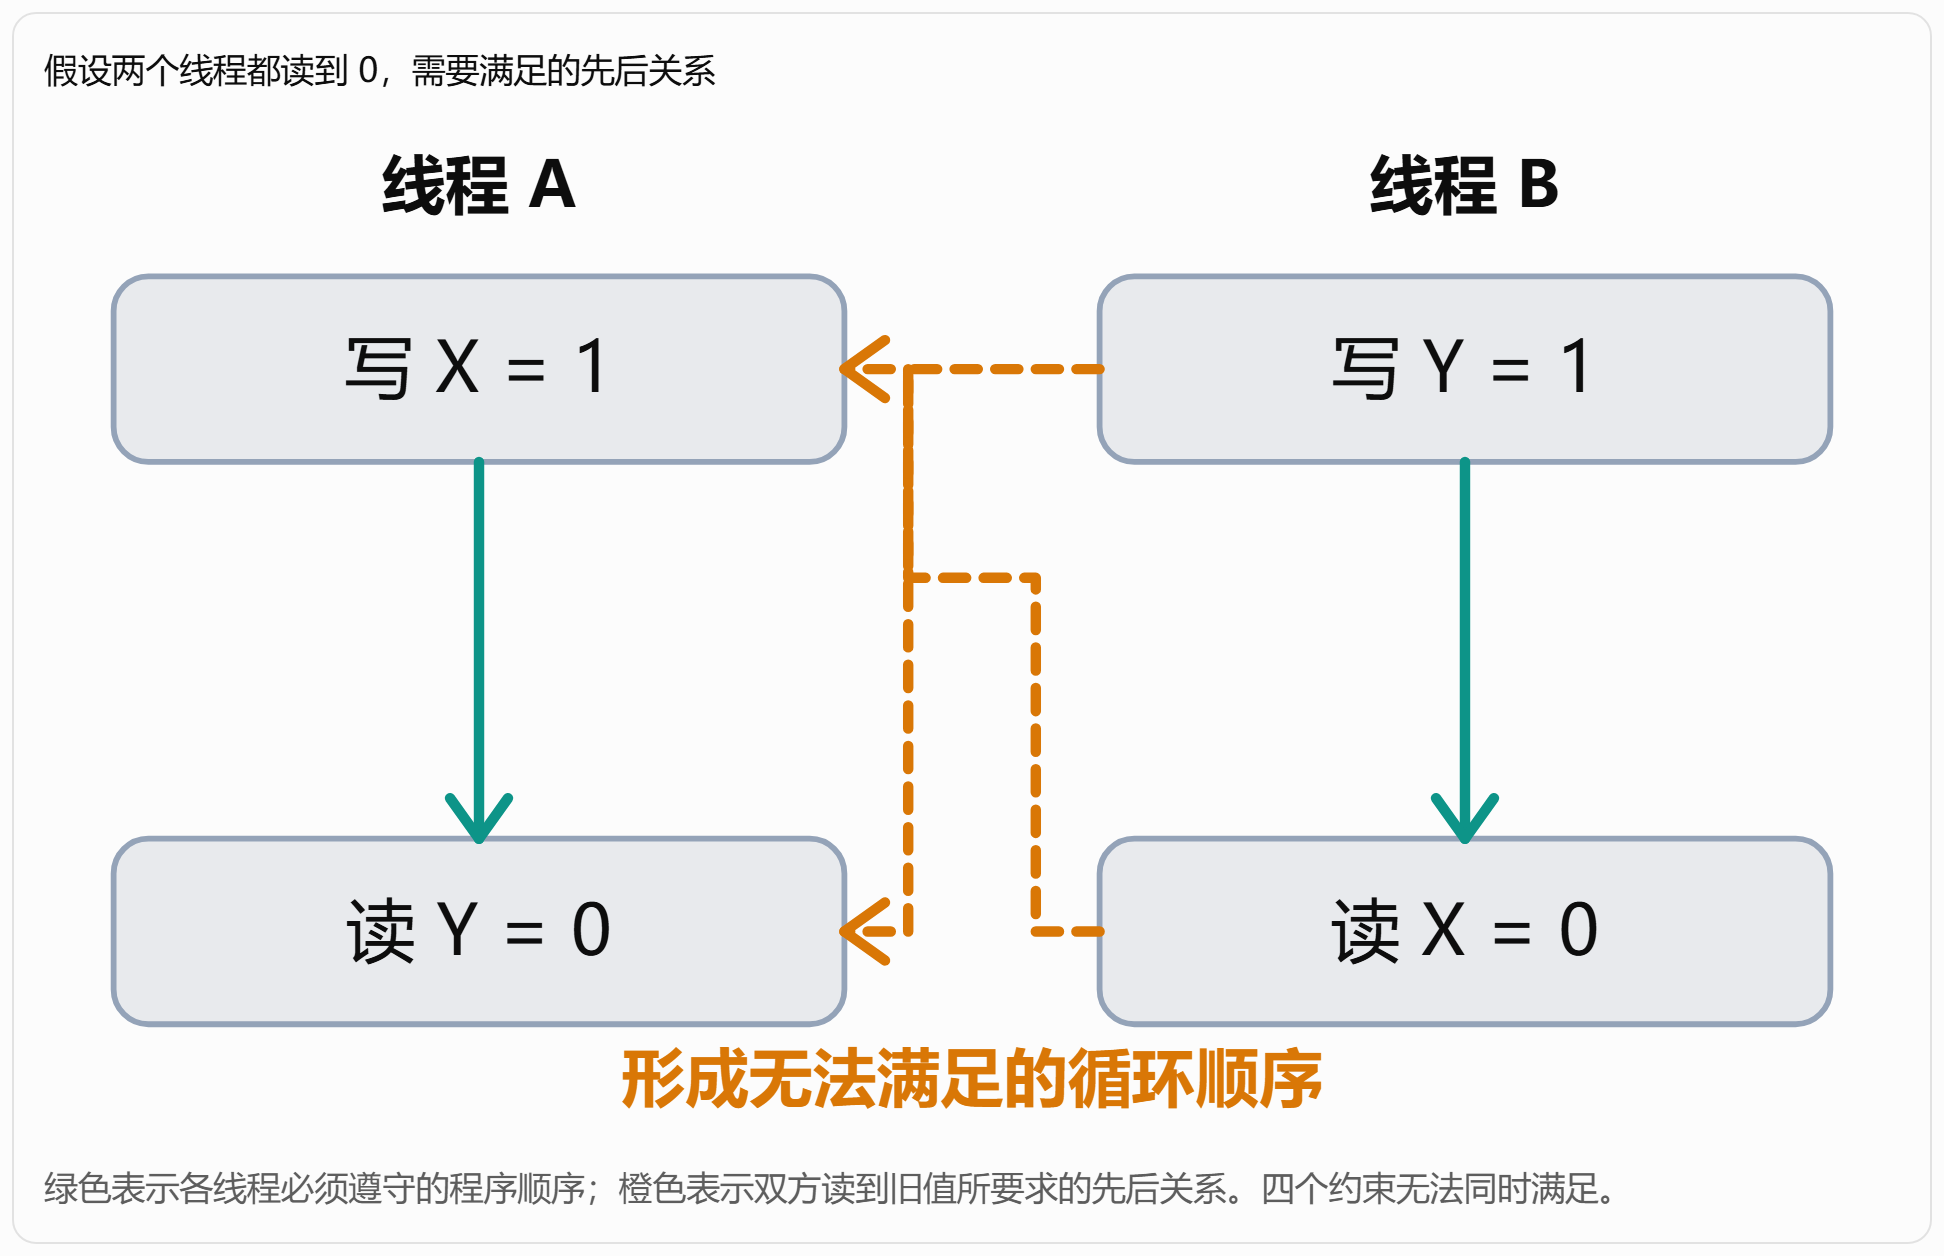 假设两个线程都读到 0，需要满足的先后关系
线程 A
线程 B
写 X = 1
写 Y = 1
读 Y = 0
读 X = 0
形成无法满足的循环顺序
绿色表示各线程必须遵守的程序顺序；橙色表示双方读到旧值所要求的先后关系。四个约束无法同时满足。